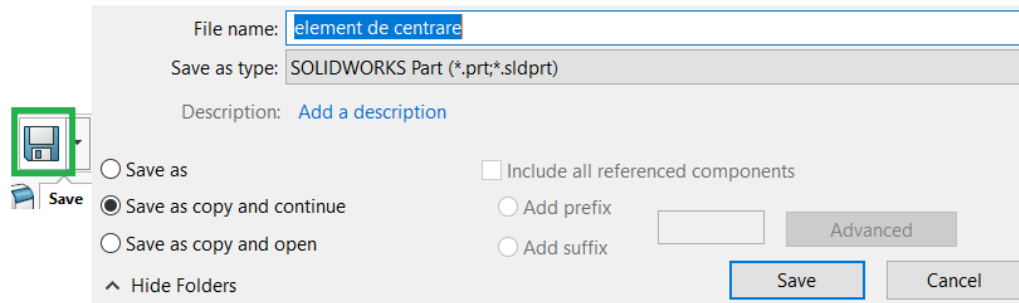 File name: element de centrare
Save as type: SOLIDWORKS Part (*.prt;*.sldprt)
Description: Add a description
Save as
Include all referenced components
Save
Save as copy and continue
Add prefix
Advanced
Save as copy and open
Add suffix
Hide Folders
Save
Cancel